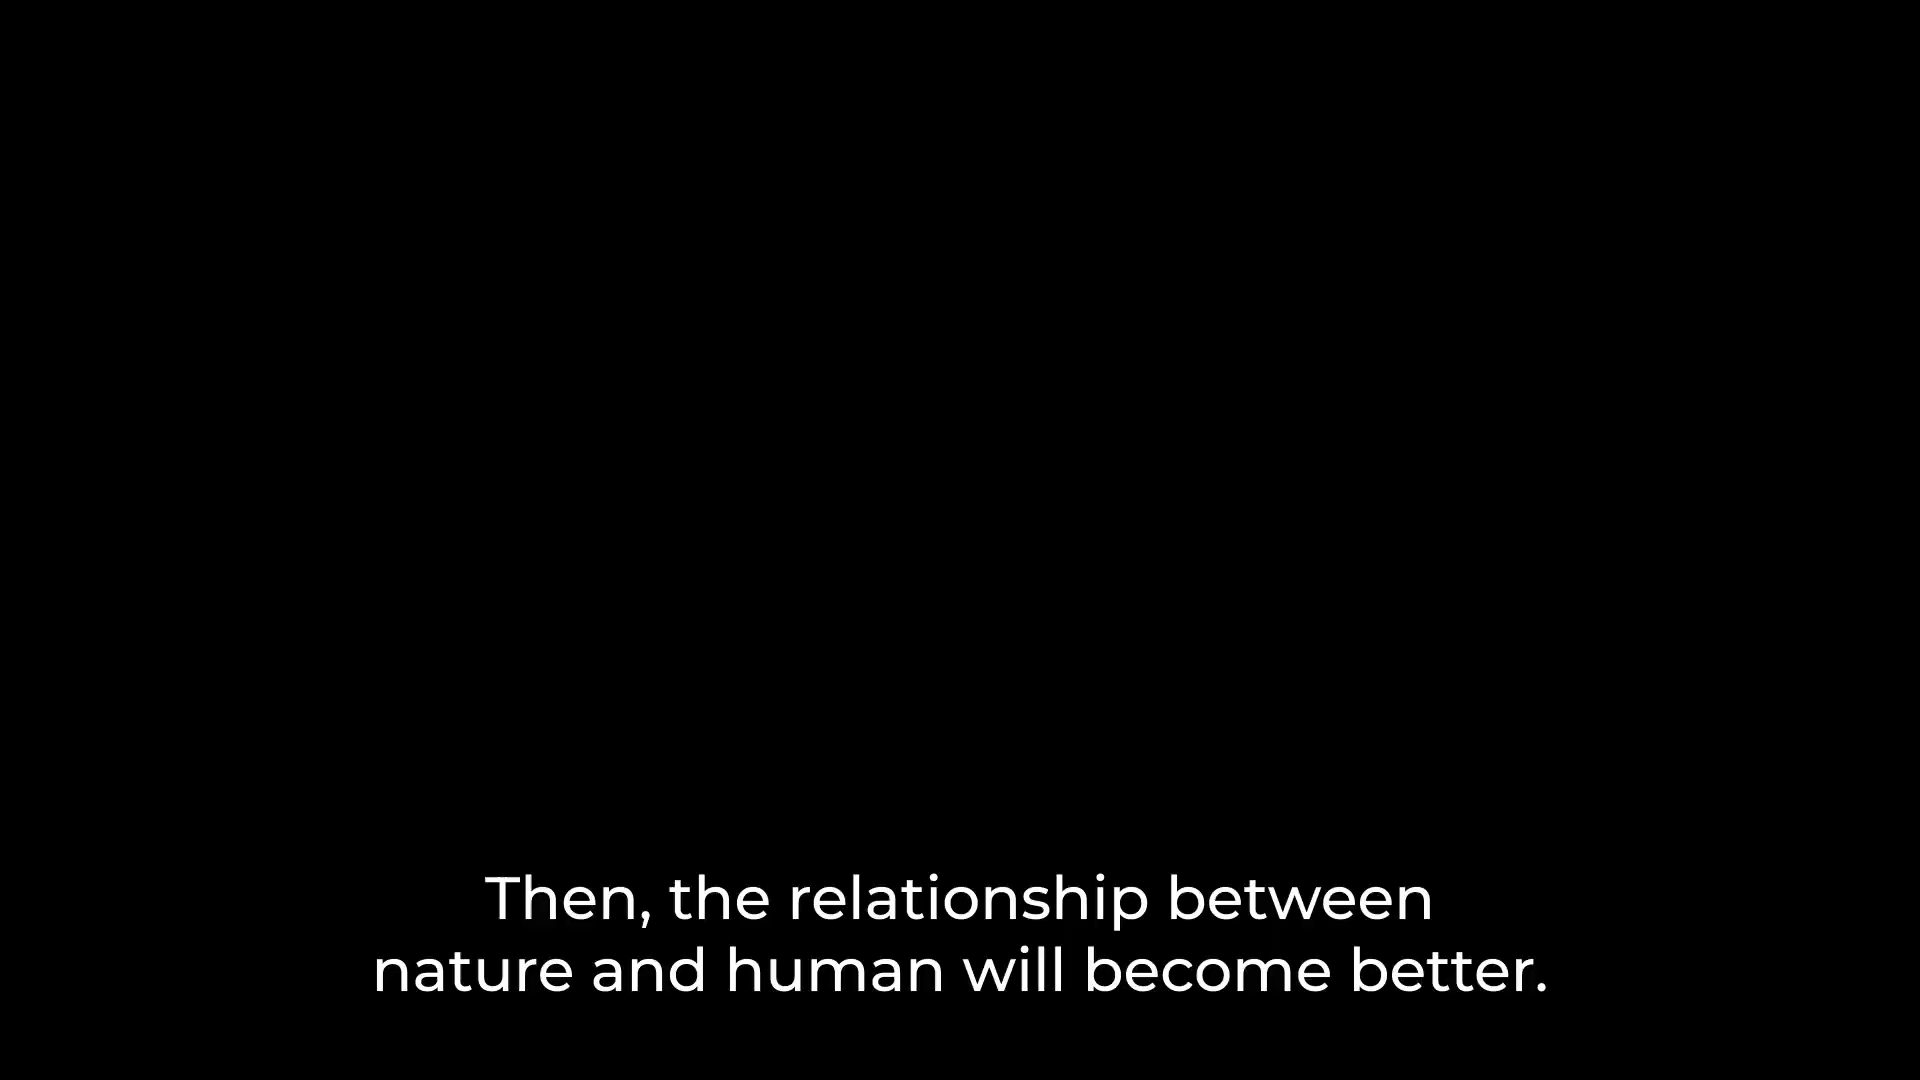 Then, the relationship between
nature and human will become better.